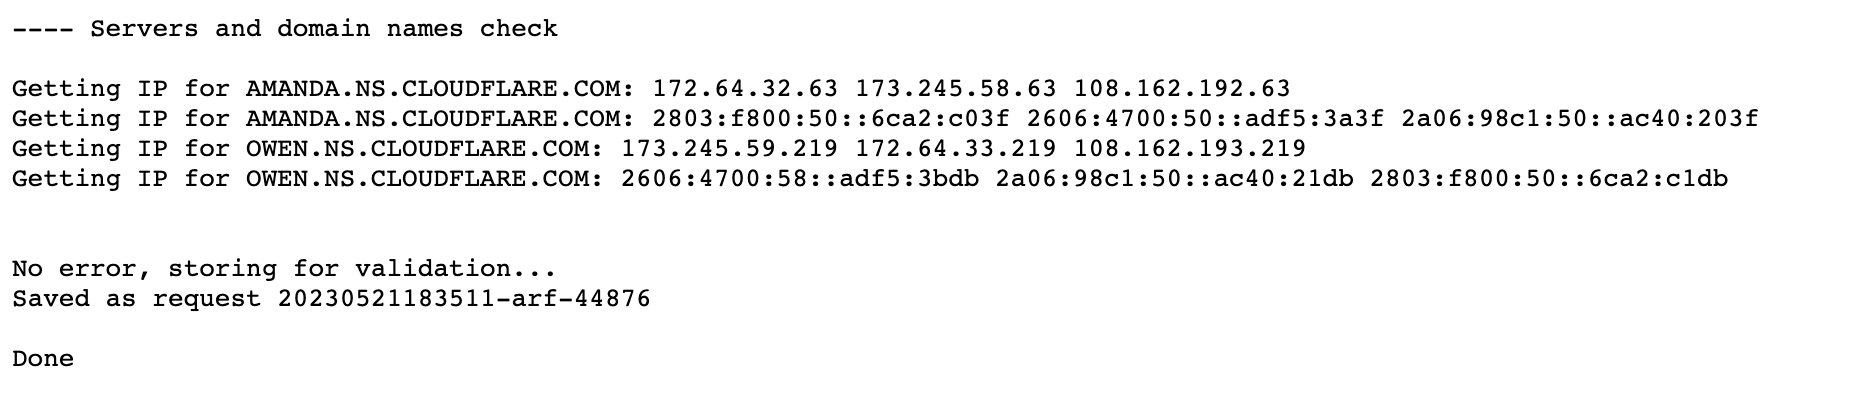 ---- Servers and domain names check
Getting IP for AMANDA.NS.CLOUDFLARE.COM: 172.64.32.63 173.245.58.63 108.162.192.63
Getting IP for AMANDA.NS.CLOUDFLARE.COM: 2803:f800:50::6ca2:c03f 2606:4700:50::adf5:3a3f 2a06:98c1:50::ac40:203f
Getting IP for OWEN.NS.CLOUDFLARE.COM: 173.245.59.219 172.64.33.219 108.162.193.219
Getting IP for OWEN.NS.CLOUDFLARE.COM: 2606:4700:58::adf5:3bdb 2a06:98c1:50::ac40:21db 2803:f800:50::6ca2:c1db
No error, storing for validation...
Saved as request 20230521183511-arf-44876
Done